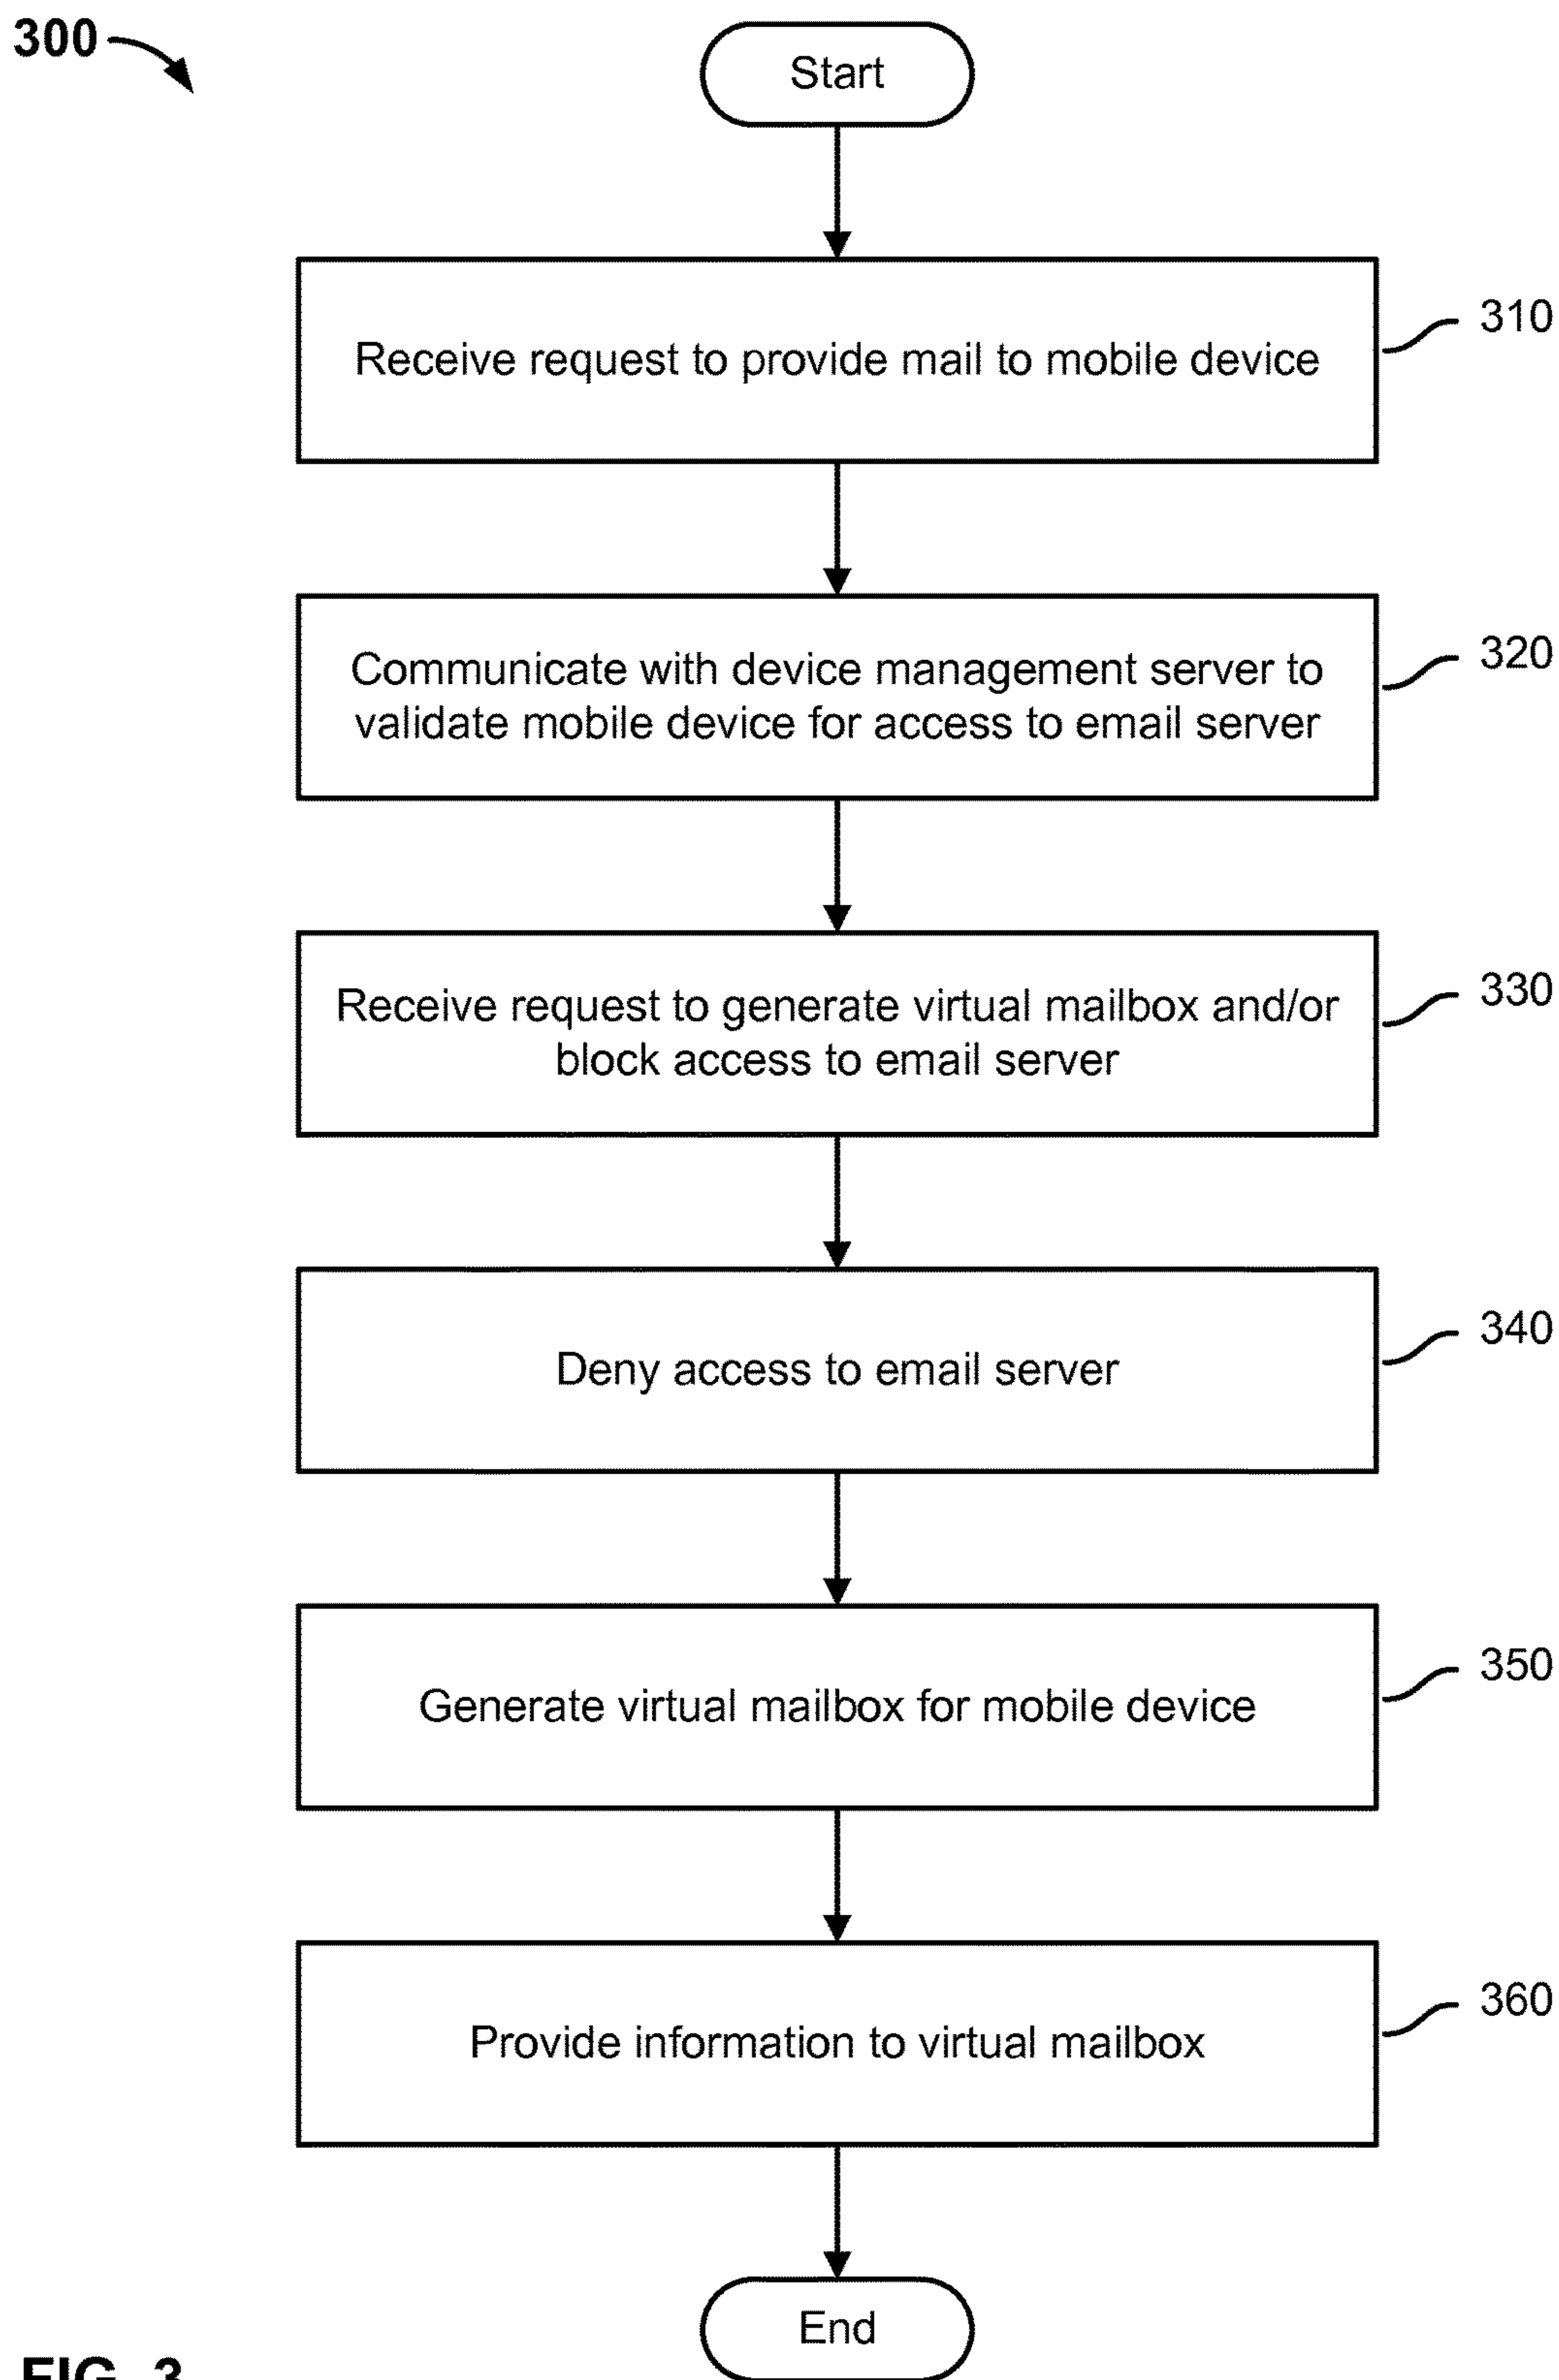 300
Start
Receive request to provide mail to mobile device
310
Communicate with device management server to
validate mobile device for access to email server
320
Receive request to generate virtual mailbox and/or
block access to email server
330
Deny access to email server
340
Generate virtual mailbox for mobile device
350
Provide information to virtual mailbox
360
End
FIG. 3